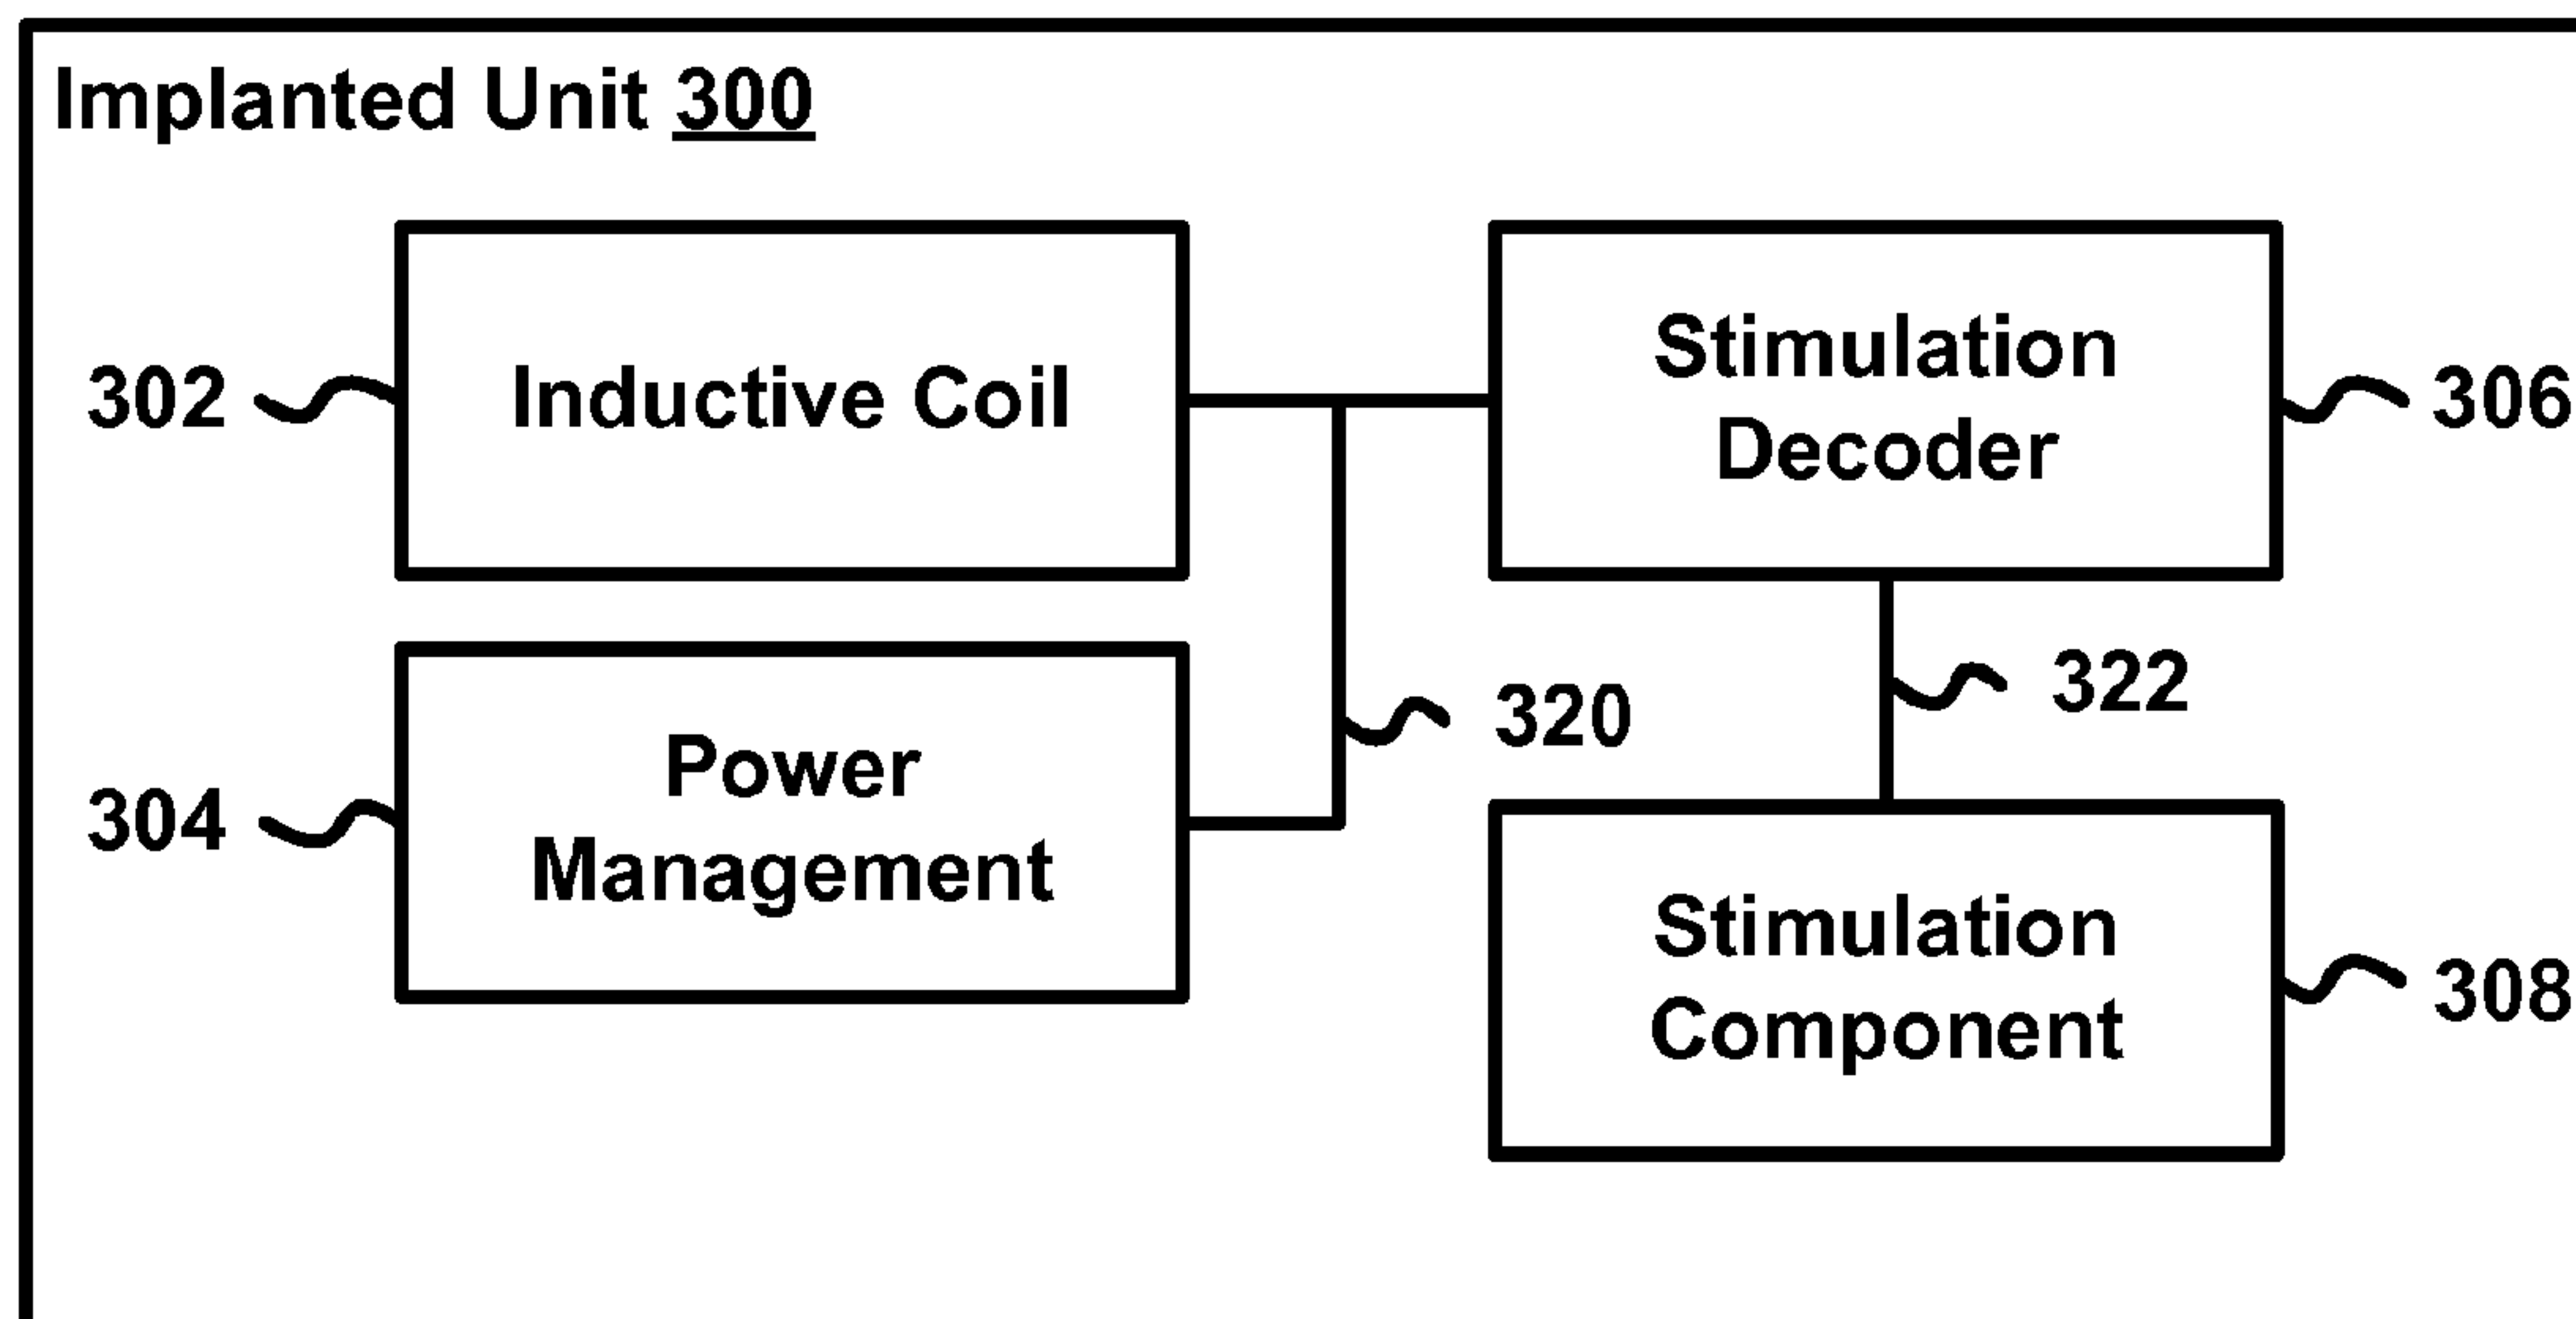 Implanted Unit 300
302
Inductive Coil
Stimulation
Decoder
306
304
Power
Management
320
322
Stimulation
Component
308